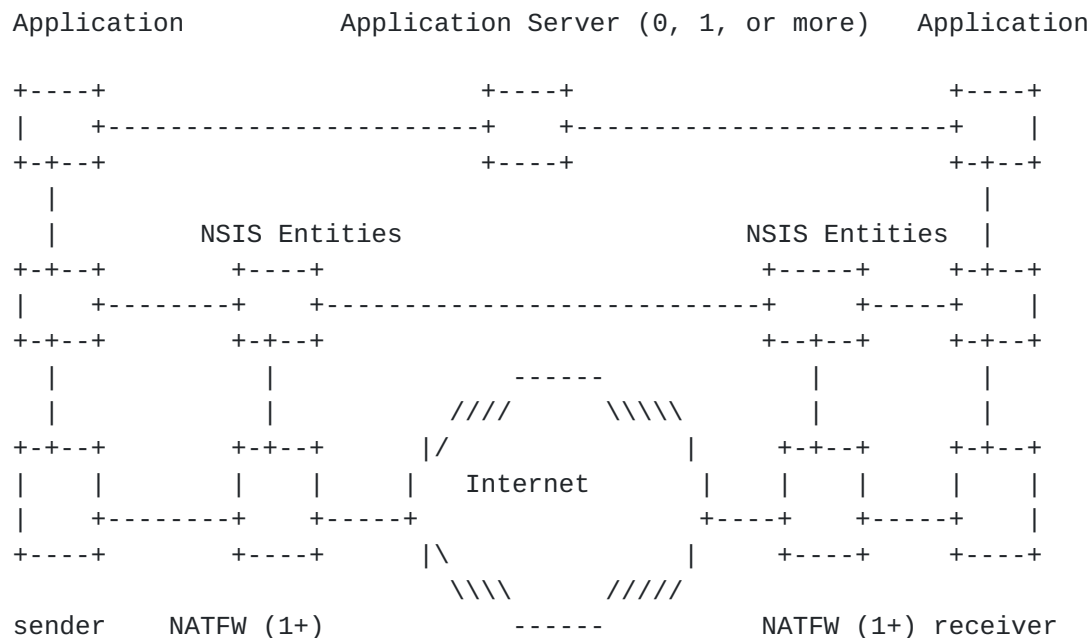 Application Application Server (0, 1, or more) Application
NSIS Entities NSIS Entities
Internet
sender NATFW (1+) NATFW (1+) receiver